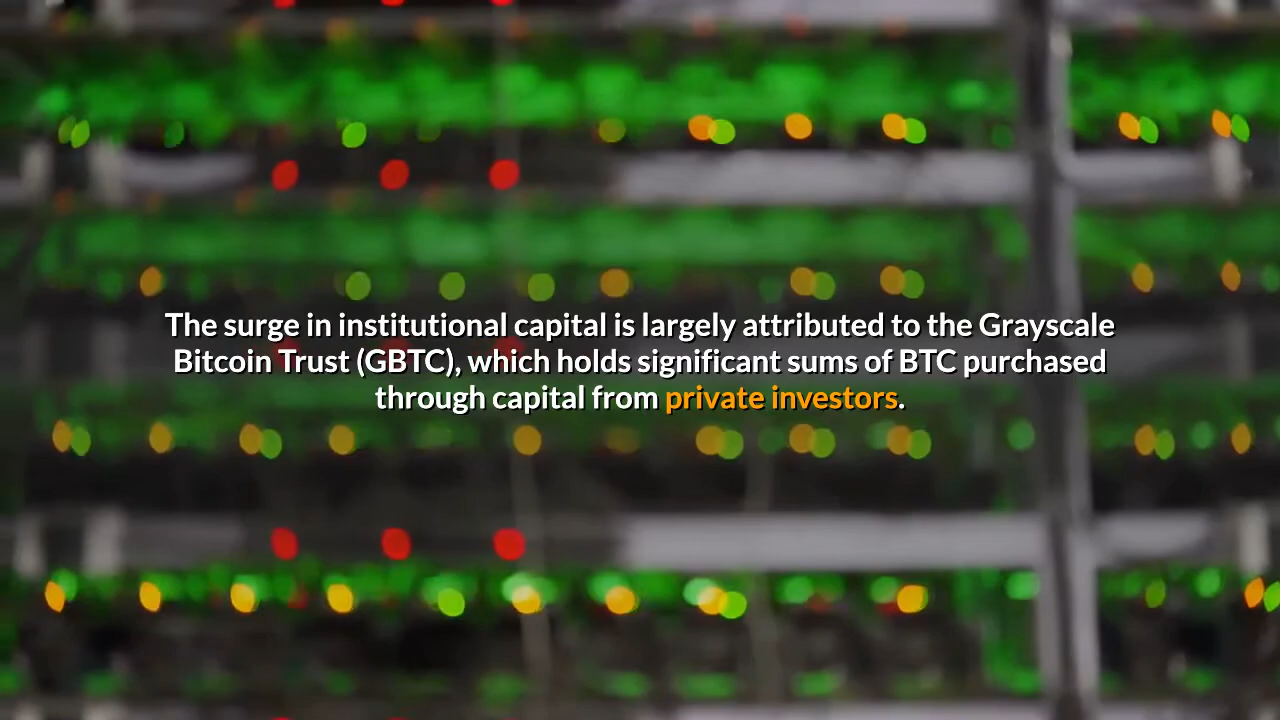 The surge in institutional capital is largely attributed to the Grayscale
Bitcoin Trust (GBTC), which holds significant sums of BTC purchased
through capital from private investors.